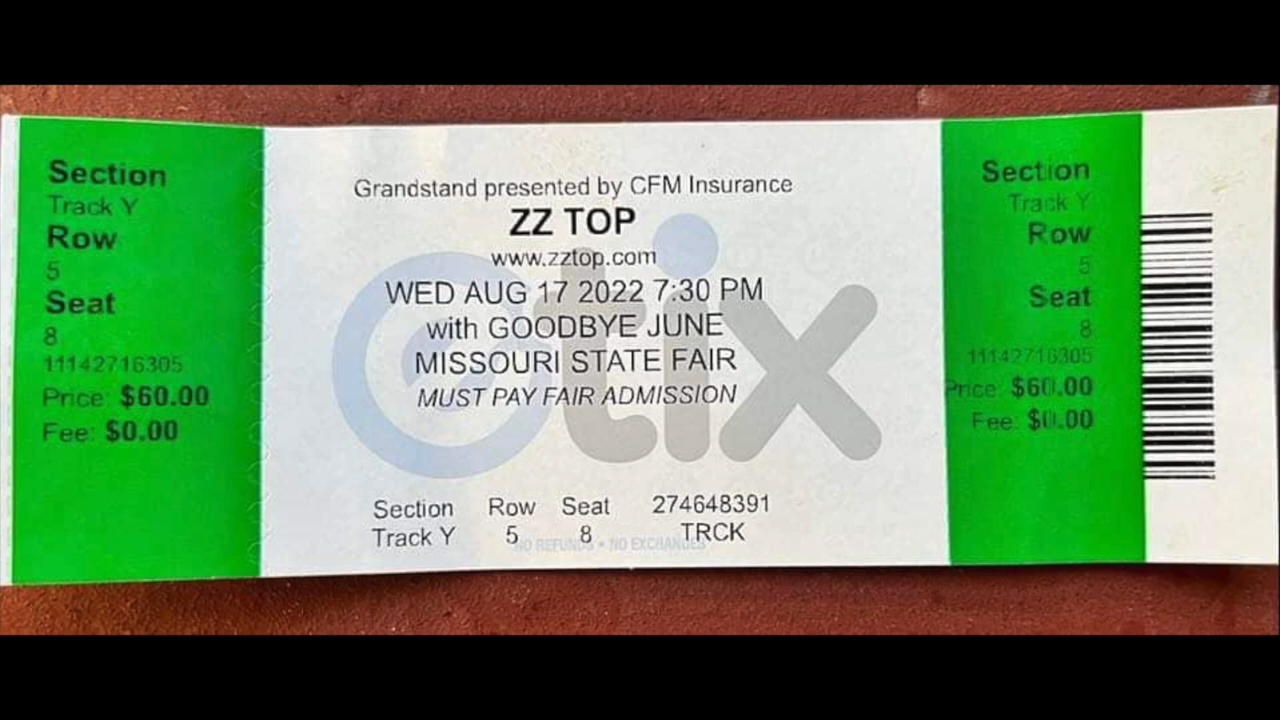 Section
Track Y
Row
5
Seat
8
11142716305
Price: $60.00
Fee: $0.00
Grandstand presented by CFM Insurance
ZZ TOP
www.zztop.com
WED AUG 17 2022 7:30 PM
with GOODBYE JUNE
MISSOURI STATE FAIR
MUST PAY FAIR ADMISSION
etix
Section Row Seat 274648391
Track Y 5 8 TRCK
NO REFUNDS • NO EXCHANGES
Section
Track Y
Row
5
Seat
8
11142716305
Price: $60.00
Fee: $0.00